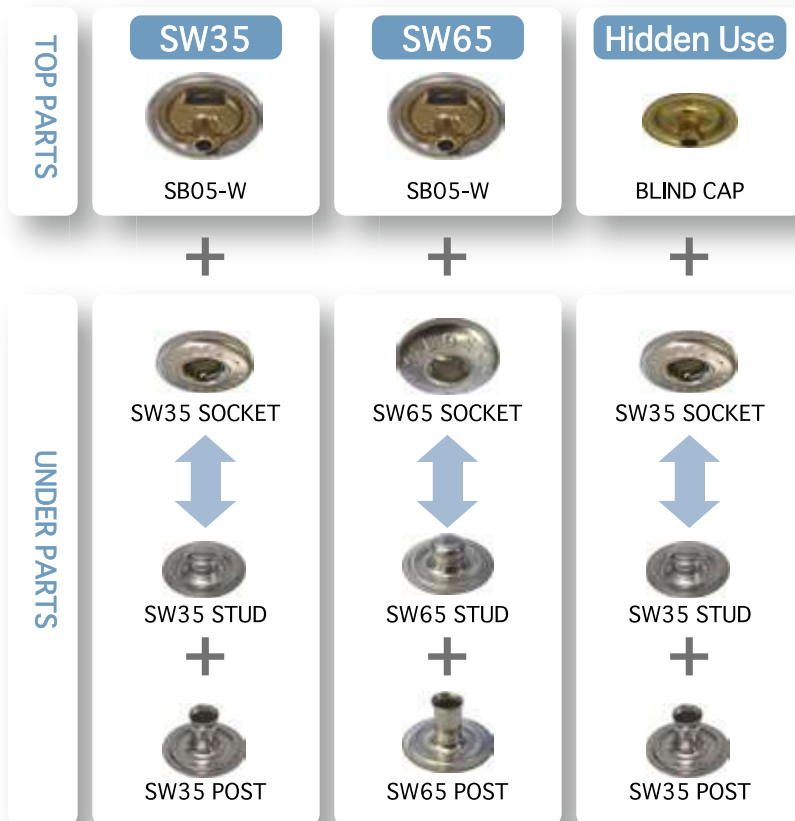 TOP PARTS
SW35
SW65
Hidden Use
SB05-W
SB05-W
BLIND CAP
+
+
+
UNDER PARTS
SW35 SOCKET
SW65 SOCKET
SW35 SOCKET
SW35 STUD
SW65 STUD
SW35 STUD
+
+
+
SW35 POST
SW65 POST
SW35 POST